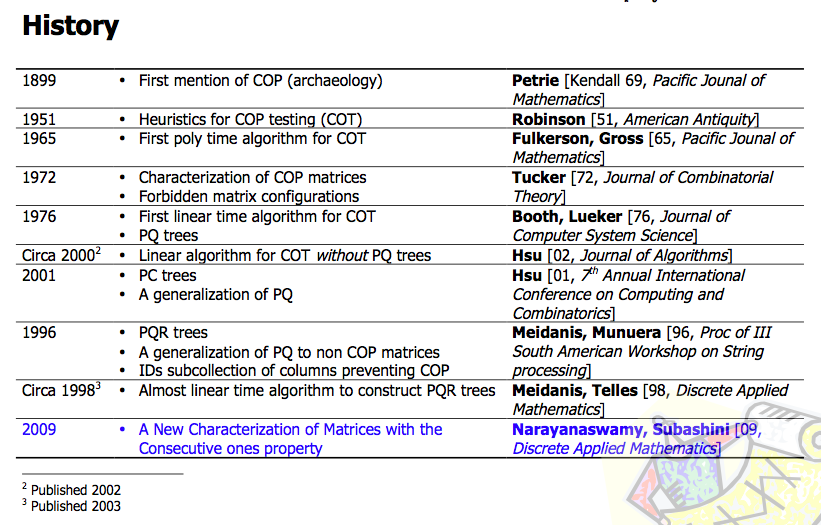 History
1899 • First mention of COP (archaeology) Petrie [Kendall 69, Pacific Jounal of
Mathematics]
1951 • Heuristics for COP testing (COT) Robinson [51, American Antiquity]
1965 • First poly time algorithm for COT Fulkerson, Gross [65, Pacific Jounal of
Mathematics]
1972 • Characterization of COP matrices Tucker [72, Journal of Combinatorial
• Forbidden matrix configurations Theory]
1976 • First linear time algorithm for COT Booth, Lueker [76, Journal of
• PQ trees Computer System Science]
Circa 2000² • Linear algorithm for COT without PQ trees Hsu [02, Journal of Algorithms]
2001 • PC trees Hsu [01, 7th Annual International
• A generalization of PQ Conference on Computing and
Combinatorics]
1996 • PQR trees Meidanis, Munuera [96, Proc of III
• A generalization of PQ to non COP matrices South American Workshop on String
• IDs subcollection of columns preventing COP processing]
Circa 1998³ • Almost linear time algorithm to construct PQR trees Meidanis, Telles [98, Discrete Applied
Mathematics]
2009 • A New Characterization of Matrices with the Narayanaswamy, Subashini [09,
Consecutive ones property Discrete Applied Mathematics]
² Published 2002
³ Published 2003